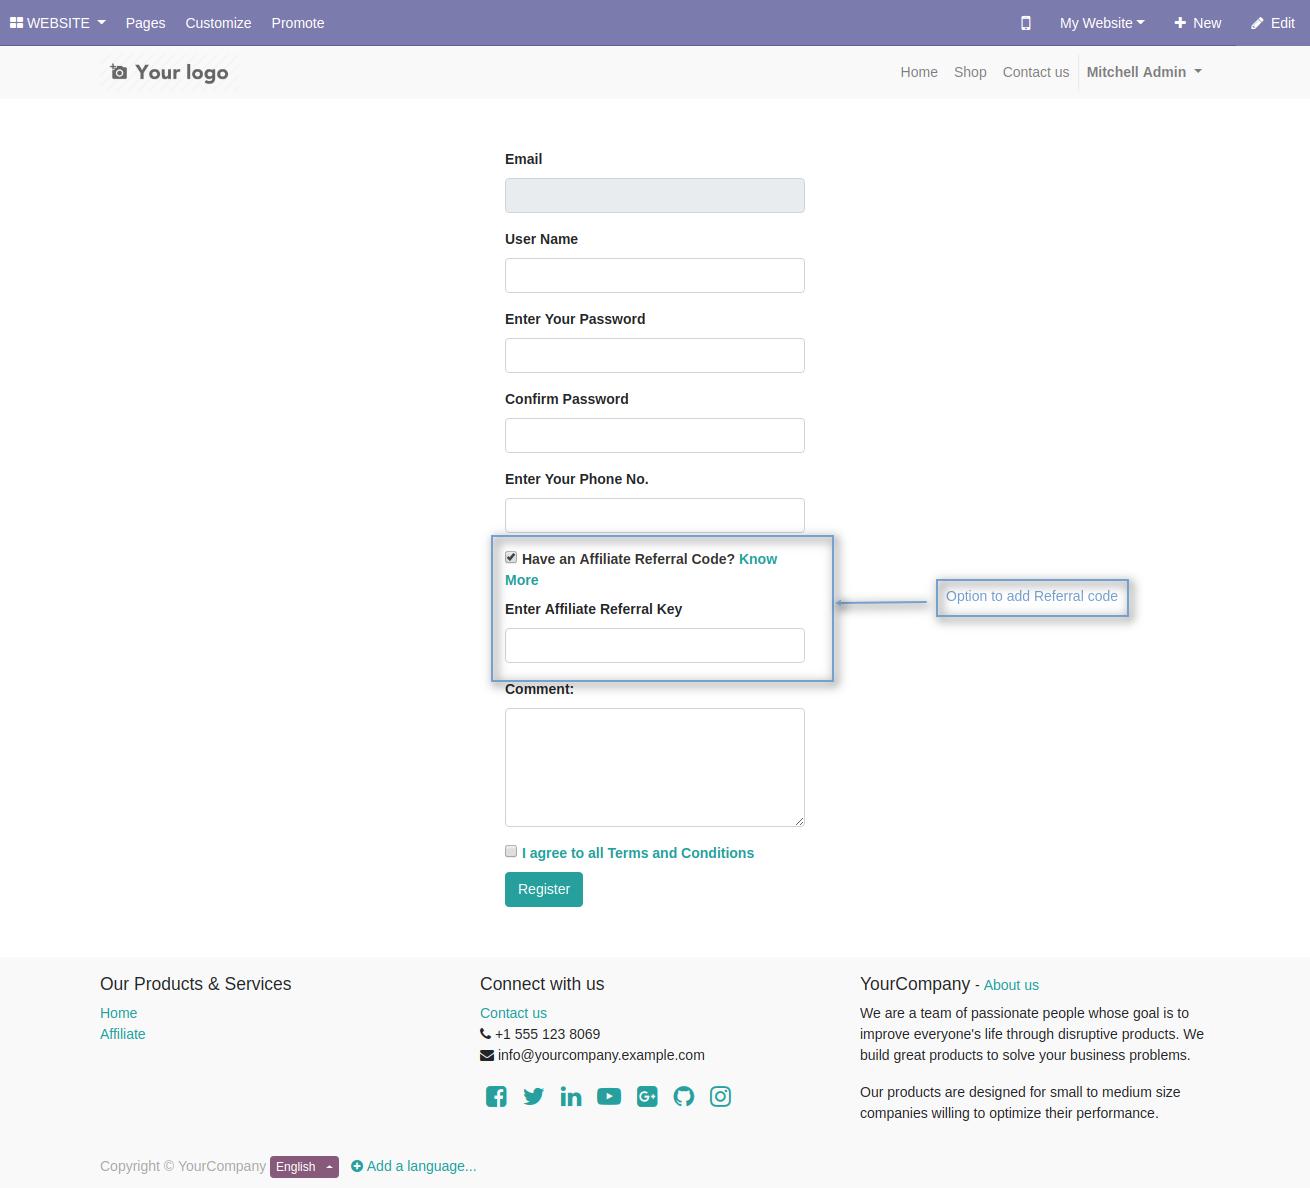 WEBSITE Pages Customize Promote My Website New Edit
Your logo Home Shop Contact us Mitchell Admin
Email
User Name
Enter Your Password
Confirm Password
Enter Your Phone No.
Have an Affiliate Referral Code? Know
More
Enter Affiliate Referral Key
Option to add Referral code
Comment:
I agree to all Terms and Conditions
Register
Our Products & Services
Home
Affiliate
Connect with us
Contact us
+1 555 123 8069
info@yourcompany.example.com
YourCompany - About us
We are a team of passionate people whose goal is to
improve everyone's life through disruptive products. We
build great products to solve your business problems.
Our products are designed for small to medium size
companies willing to optimize their performance.
Copyright © YourCompany English Add a language...